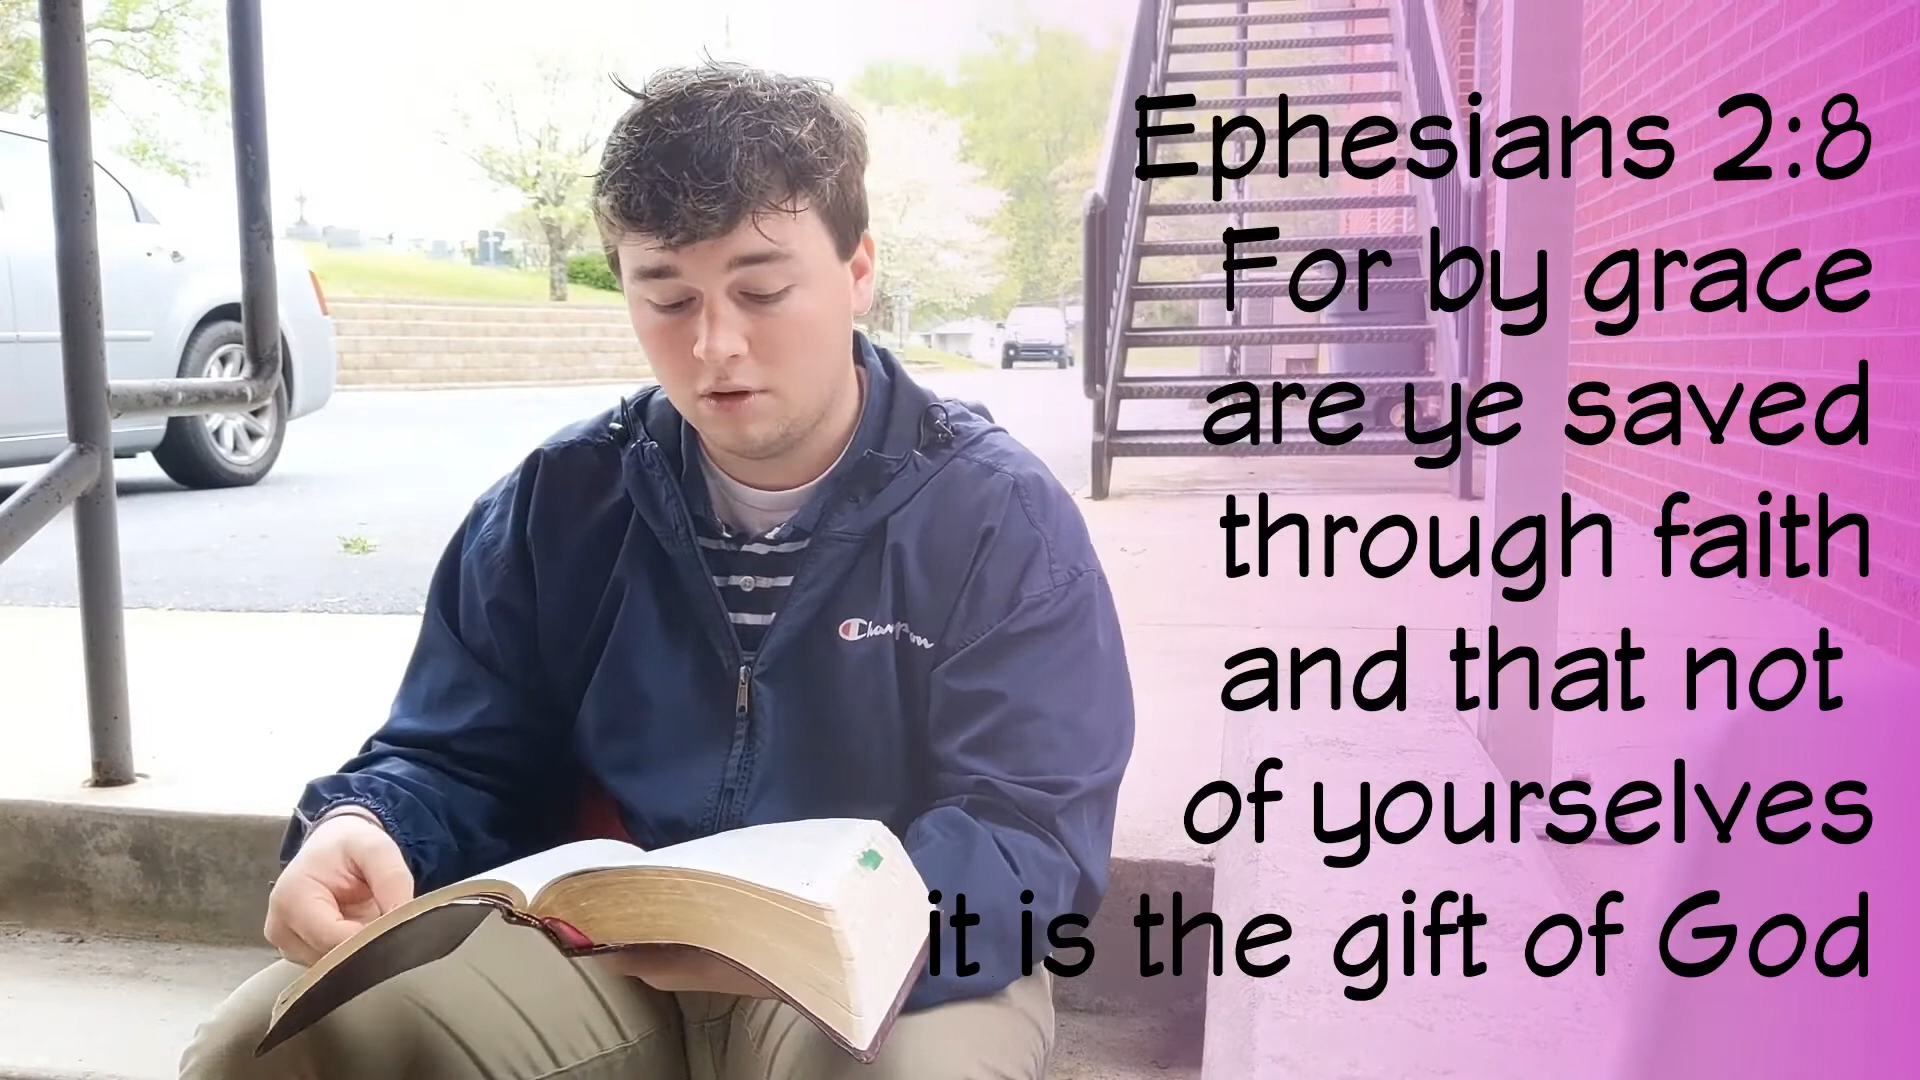 Ephesians 2:8
For by grace
are ye saved
through faith
and that not
of yourselves
it is the gift of God
Champion